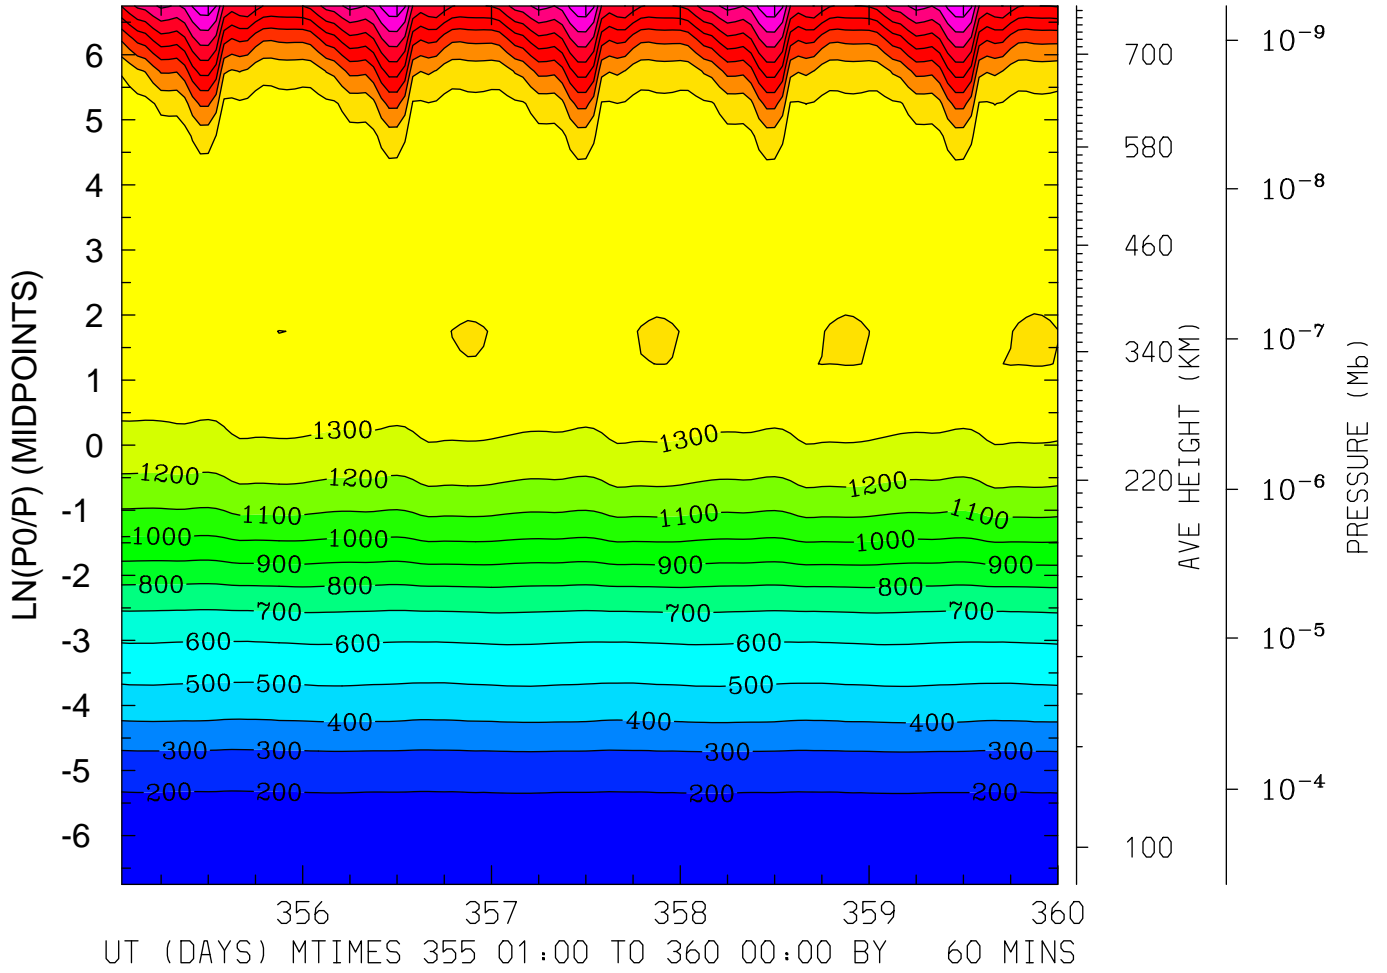 6
5
4
3
2
1
0
-1
-2
-3
-4
-5
-6
LN(P0/P) (MIDPOINTS)
1300 1300
1200 1200 1200
1100 1100 1100
1000 1000 1000
900 900 900
800 800 800
700 700 700
600 600 600
500 500 500
400 400 400
300 300 300 300
200 200 200 200
356 357 358 359 360
UT (DAYS) MTIMES 355 01:00 TO 360 00:00 BY 60 MINS
700
580
460
340
220
100
AVE HEIGHT (KM)
10⁻⁹
10⁻⁸
10⁻⁷
10⁻⁶
10⁻⁵
10⁻⁴
PRESSURE (Mb)